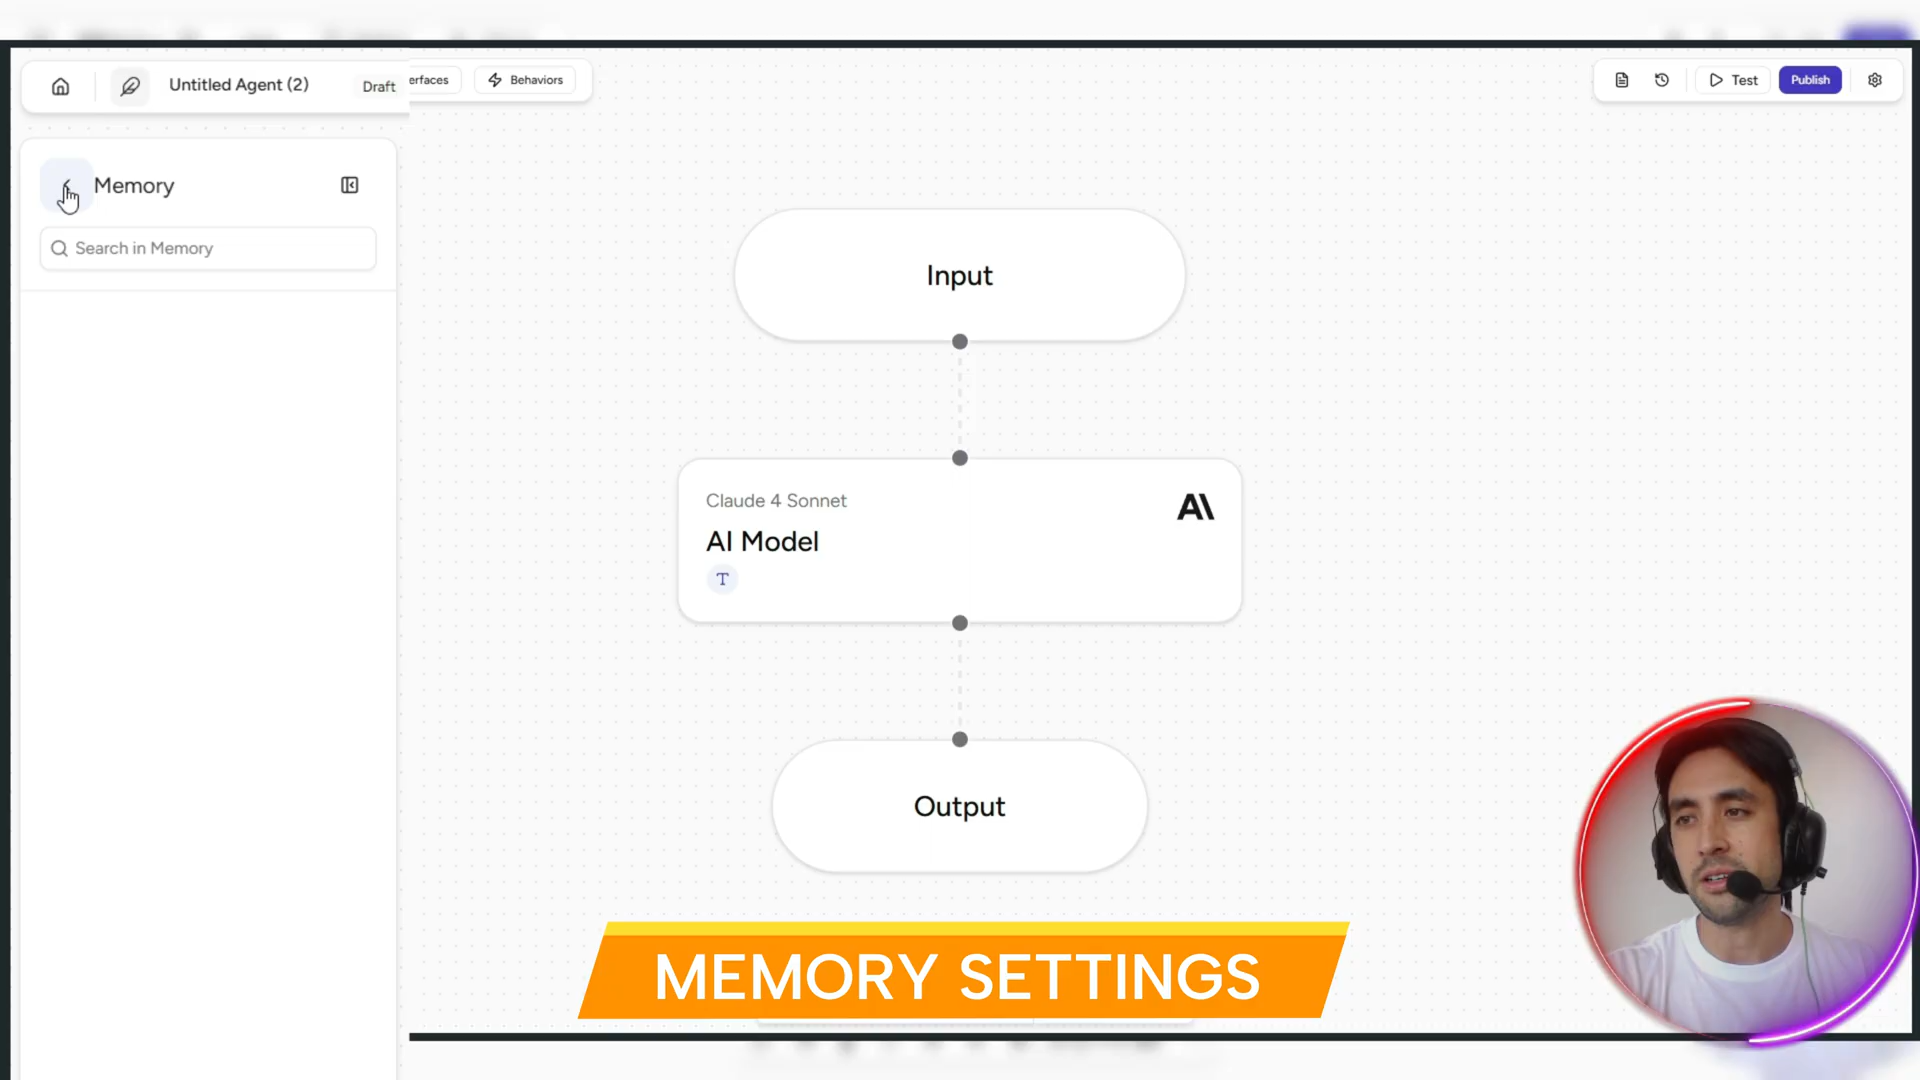 Untitled Agent (2)
Draft
erfaces
Behaviors
Test
Publish
Memory
Search in Memory
Input
Claude 4 Sonnet
AI Model
T
Output
MEMORY SETTINGS